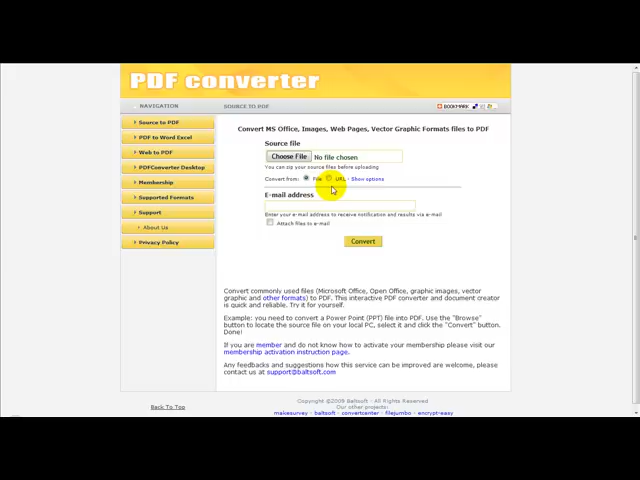 PDF converter
NAVIGATION
SOURCE TO PDF
BOOKMARK
Source to PDF
PDF to Word Excel
Web to PDF
PDFConverter Desktop
Membership
Supported Formats
Support
About Us
Privacy Policy
Convert MS Office, Images, Web Pages, Vector Graphic Formats files to PDF
Source file
Choose File No file chosen
You can zip your source files before uploading
Convert from: File URL - Show options
E-mail address
Enter your e-mail address to receive notification and results via e-mail
Attach files to e-mail
Convert
Convert commonly used files (Microsoft Office, Open Office, graphic images, vector
graphic and other formats) to PDF. This interactive PDF converter and document creator
is quick and reliable. Try it for yourself.
Example: you need to convert a Power Point (PPT) file into PDF. Use the "Browse"
button to locate the source file on your local PC, select it and click the "Convert" button.
Done!
If you are member and do not know how to activate your membership please visit our
membership activation instruction page.
Any feedbacks and suggestions how this service can be improved are welcome, please
contact us at support@baltsoft.com
Back To Top
Copyright ©2009 Baltsoft - All Rights Reserved
Our other projects:
makesurvey - baltsoft - convertcenter - filejumbo - encrypt-easy